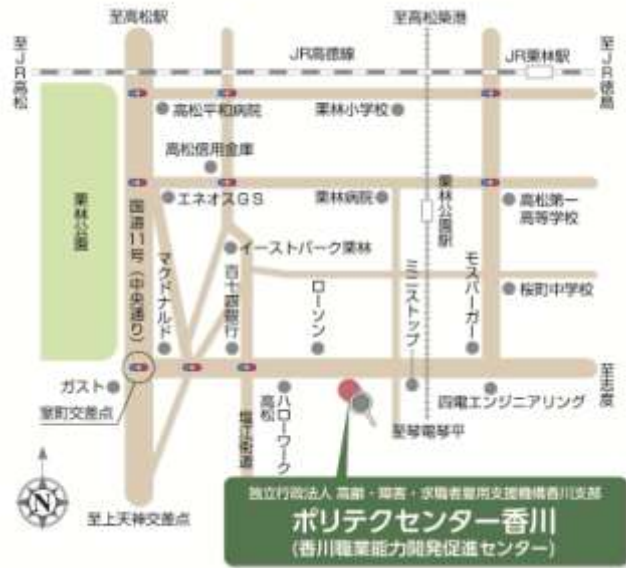 至高松駅
至高松築港
至JR高松
JR高徳線
JR栗林駅
至JR徳島
高松平和病院
栗林小学校
高松信用金庫
栗林公園
エネオスGS
栗林病院
栗林公園駅
高松第一
高等学校
国道11号（中央通り）
マクドナルド
イーストパーク栗林
百十四銀行
ローソン
ミニストップ
モスバーガー
桜町中学校
ガスト
室町交差点
塩江街道
ハローワーク
高松
四電エンジニアリング
至志度
至琴電琴平
N
至上天神交差点
独立行政法人 高齢・障害・求職者雇用支援機構香川支部
ポリテクセンター香川
(香川職業能力開発促進センター)